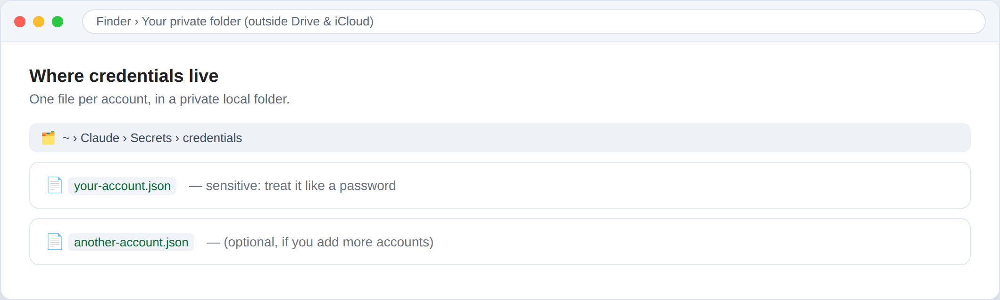 Finder › Your private folder (outside Drive & iCloud)
Where credentials live
One file per account, in a private local folder.
~ › Claude › Secrets › credentials
your-account.json — sensitive: treat it like a password
another-account.json — (optional, if you add more accounts)